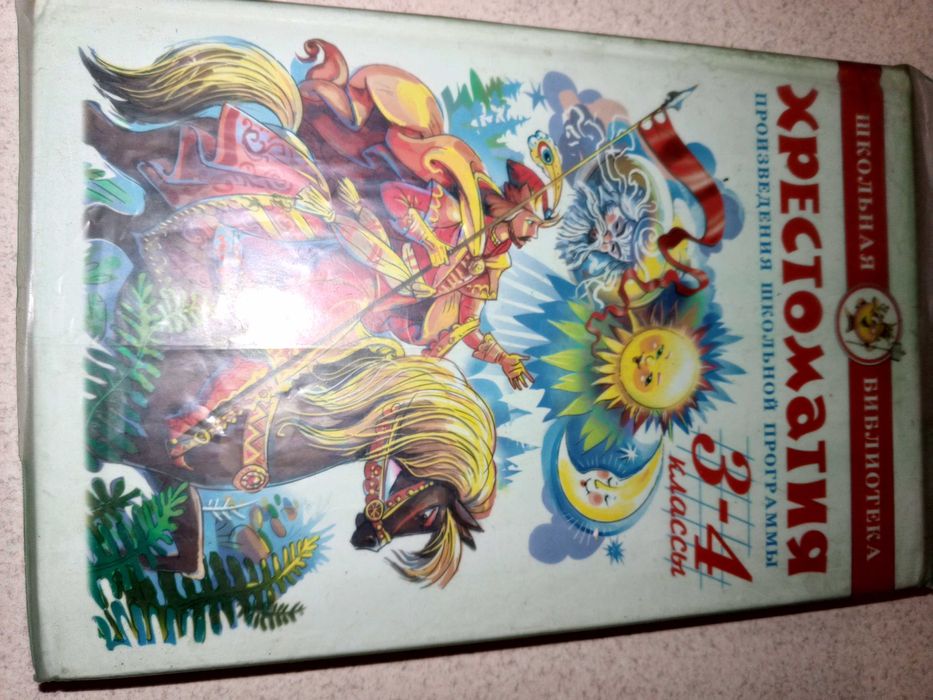 ШКОЛЬНАЯ БИБЛИОТЕКА
ХРЕСТОМАТИЯ
ПРОИЗВЕДЕНИЯ ШКОЛЬНОЙ ПРОГРАММЫ
3-4
классы